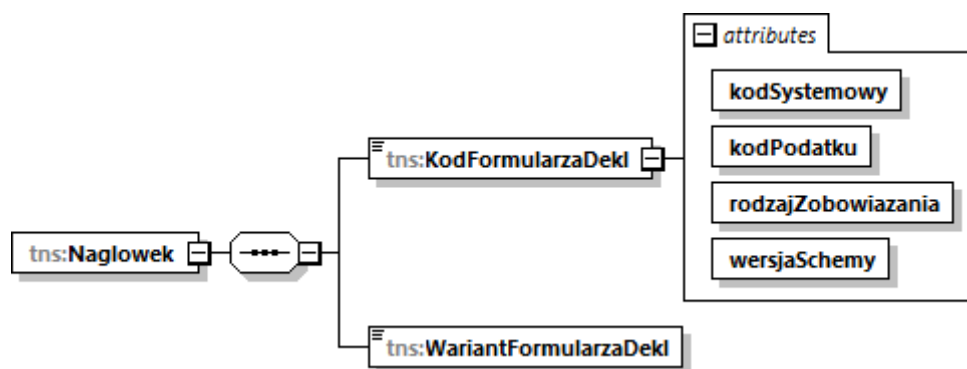 attributes
kodSystemowy
tns:KodFormularzaDekl
kodPodatku
rodzajZobowiazania
tns:Naglowek
wersjaSchemy
tns:WariantFormularzaDekl